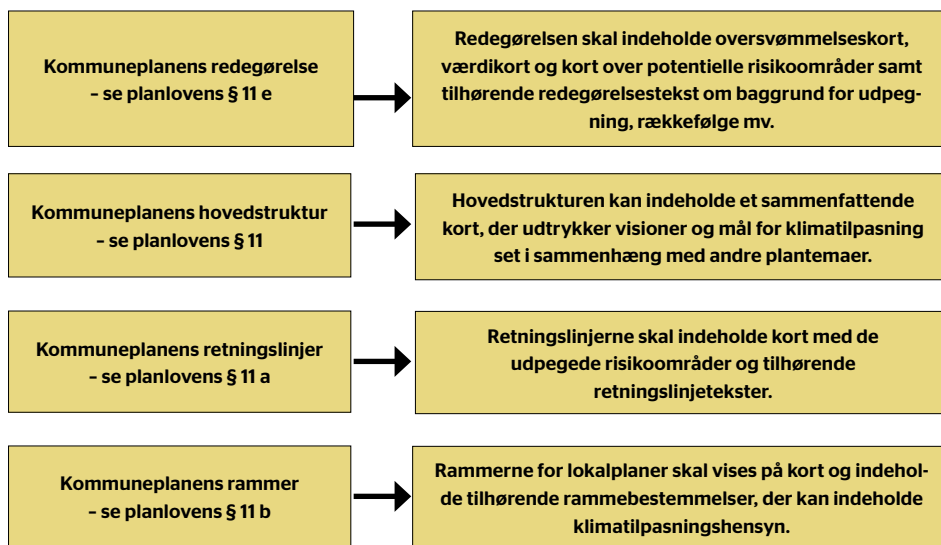 Kommuneplanens redegørelse
– se planlovens § 11 e
Redegørelsen skal indeholde oversvømmelseskort,
værdikort og kort over potentielle risikoområder samt
tilhørende redegørelsestekst om baggrund for udpeg-
ning, rækkefølge mv.
Kommuneplanens hovedstruktur
– se planlovens § 11
Hovedstrukturen kan indeholde et sammenfattende
kort, der udtrykker visioner og mål for klimatilpasning
set i sammenhæng med andre plantemaer.
Kommuneplanens retningslinjer
– se planlovens § 11 a
Retningslinjerne skal indeholde kort med de
udpegede risikoområder og tilhørende
retningslinjetekster.
Kommuneplanens rammer
– se planlovens § 11 b
Rammerne for lokalplaner skal vises på kort og indehol-
de tilhørende rammebestemmelser, der kan indeholde
klimatilpasningshensyn.